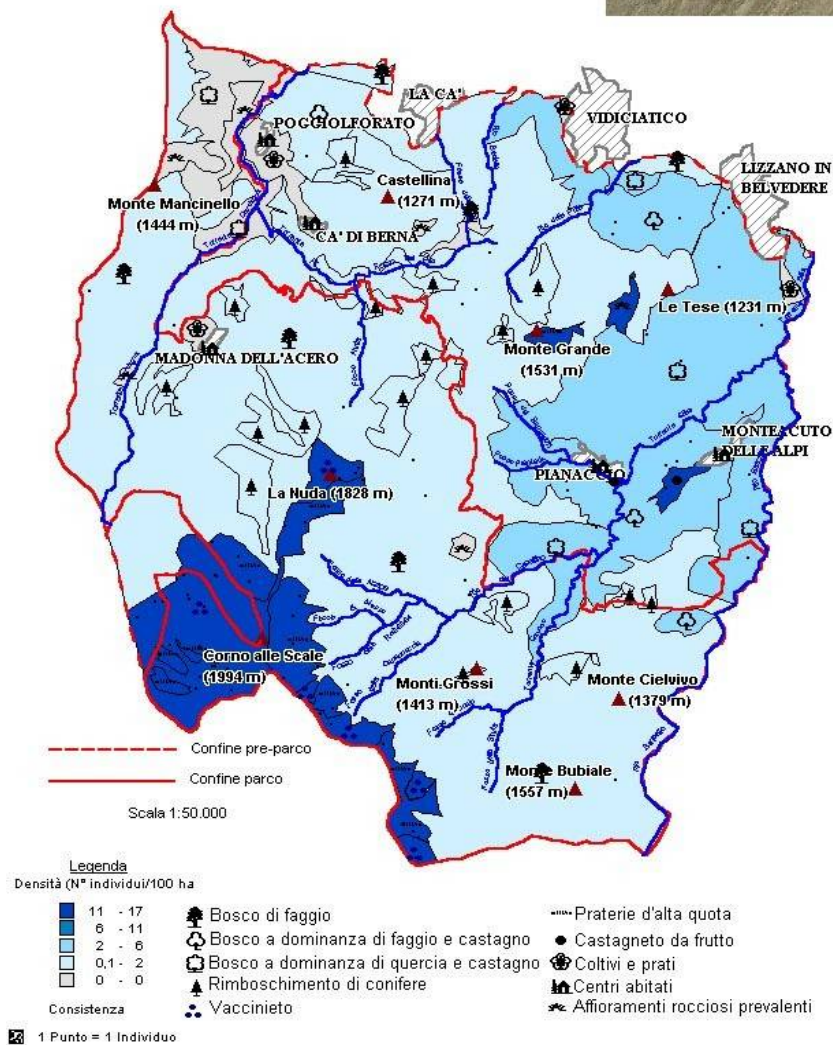 LA CA'
POGGIOLFORATO
VIDICIATICO
LIZZANO IN
BELVEDERE
Castellina
(1271 m)
Monte Mancinello
(1444 m)
CA' DI BERNA
Le Tese (1231 m)
Monte Grande
(1531 m)
MADONNA DELL'ACERO
MONTEACUTO
DELLE ALPI
PIANACCIO
La Nuda (1828 m)
Corno alle Scale
(1994 m)
Monti Grossi
(1413 m)
Monte Cielvivo
(1379 m)
Monte Bubiale
(1557 m)
Confine pre-parco
Confine parco
Scala 1:50.000
Legenda
Densità (N° individui/100 ha
11 - 17
6 - 11
2 - 6
0,1 - 2
0 - 0
Consistenza
1 Punto = 1 Individuo
Bosco di faggio
Bosco a dominanza di faggio e castagno
Bosco a dominanza di quercia e castagno
Rimboschimento di conifere
Vaccinieto
Praterie d'alta quota
Castagneto da frutto
Coltivi e prati
Centri abitati
Affioramenti rocciosi prevalenti